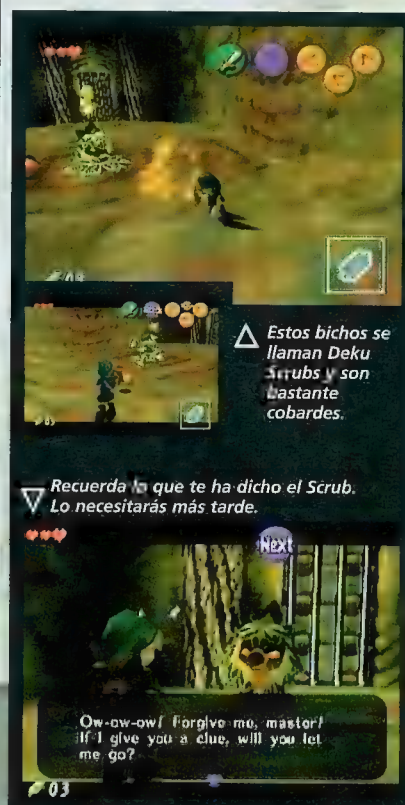 Estos bichos se
llaman Deku
Scrubs y son
bastante
cobardes.
Recuerda lo que te ha dicho el Scrub.
Lo necesitarás más tarde.
Next
Ow-ow-ow! Forgive me, master!
If I give you a clue, will you let
me go?
03